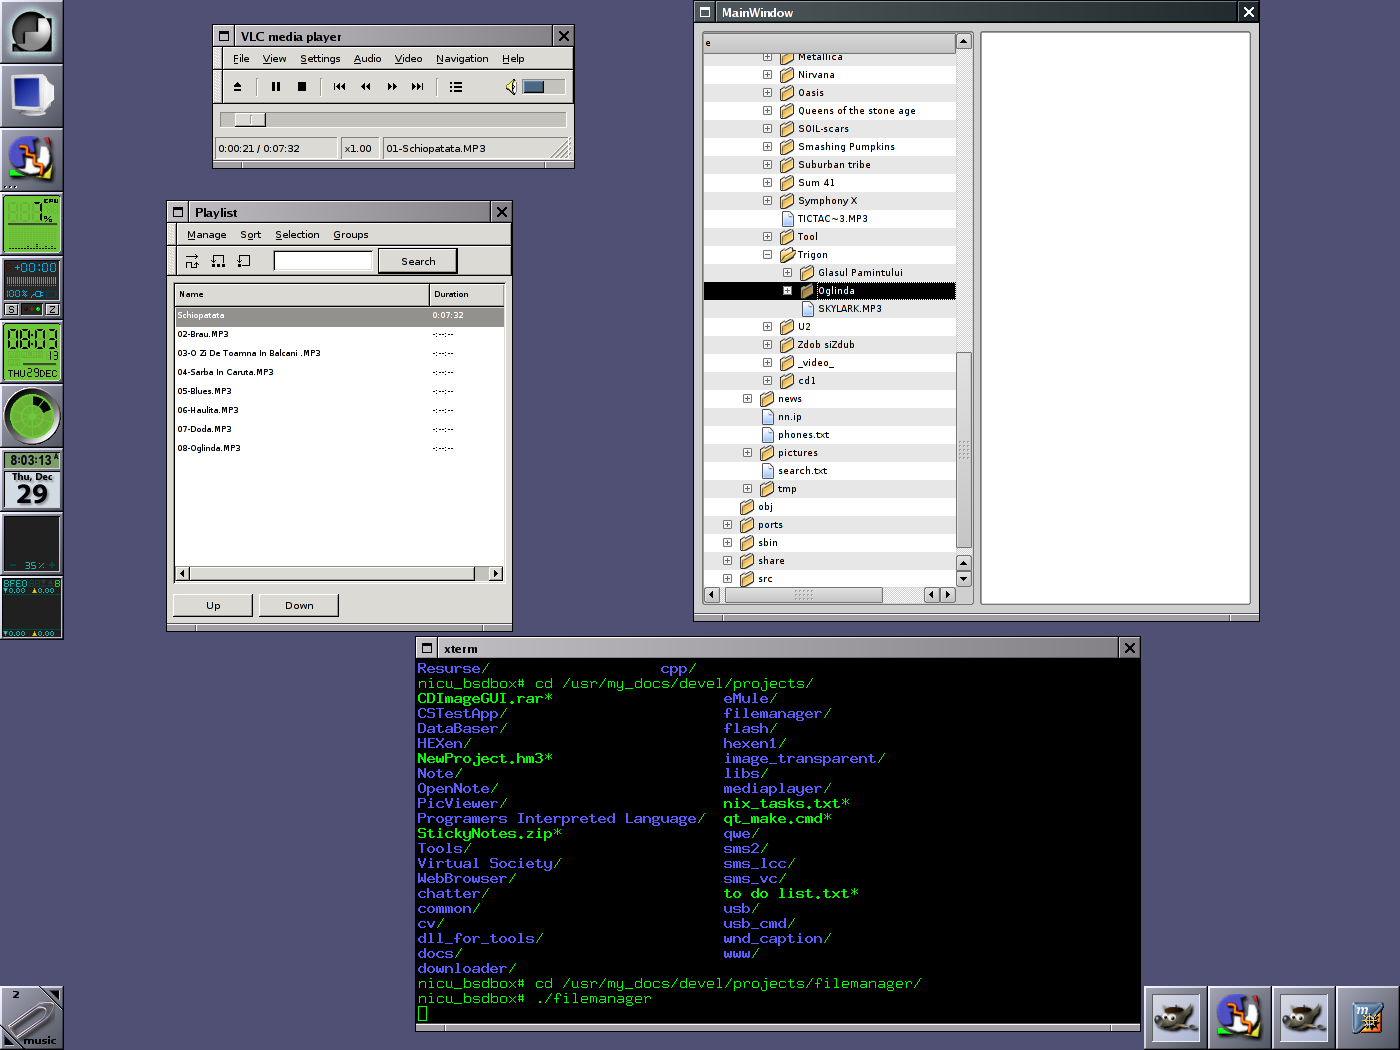 VLC media player
File View Settings Audio Video Navigation Help
0:00:21 / 0:07:32 x1.00 01-Schiopatata.MP3
Playlist
Manage Sort Selection Groups
Search
Name Duration
Schiopatata 0:07:32
02-Brau.MP3 -:--:--
03-O Zi De Toamna In Balcani .MP3 -:--:--
04-Sarba In Caruta.MP3 -:--:--
05-Blues.MP3 -:--:--
06-Haulita.MP3 -:--:--
07-Doda.MP3 -:--:--
08-Oglinda.MP3 -:--:--
Up Down
MainWindow
e
Metallica
Nirvana
Oasis
Queens of the stone age
SOIL-scars
Smashing Pumpkins
Suburban tribe
Sum 41
Symphony X
TICTAC~3.MP3
Tool
Trigon
Glasul Pamintului
Oglinda
SKYLARK.MP3
U2
Zdob siZdub
_video_
cd1
news
nn.ip
phones.txt
pictures
search.txt
tmp
obj
ports
sbin
share
src
xterm
Resurse/ cpp/
nicu_bsdbox# cd /usr/my_docs/devel/projects/
CDImageGUI.rar* eMule/
CSTestApp/ filemanager/
DataBaser/ flash/
HEXen/ hexen1/
NewProject.hm3* image_transparent/
Note/ libs/
OpenNote/ mediaplayer/
PicViewer/ nix_tasks.txt*
Programers Interpreted Language/ qt_make.cmd*
StickyNotes.zip* qwe/
Tools/ sms2/
Virtual Society/ sms_lcc/
WebBrowser/ sms_vc/
chatter/ to do list.txt*
common/ usb/
cv/ usb_cmd/
dll_for_tools/ wnd_caption/
docs/ www/
downloader/
nicu_bsdbox# cd /usr/my_docs/devel/projects/filemanager/
nicu_bsdbox# ./filemanager
CPU
7%
+00:00
100%
S Z
08:03
13
THU29DEC
8:03:13 A
Thu, Dec
29
35%
▼0.00 ▲0.00
▼0.00 ▲0.00
2
music
m